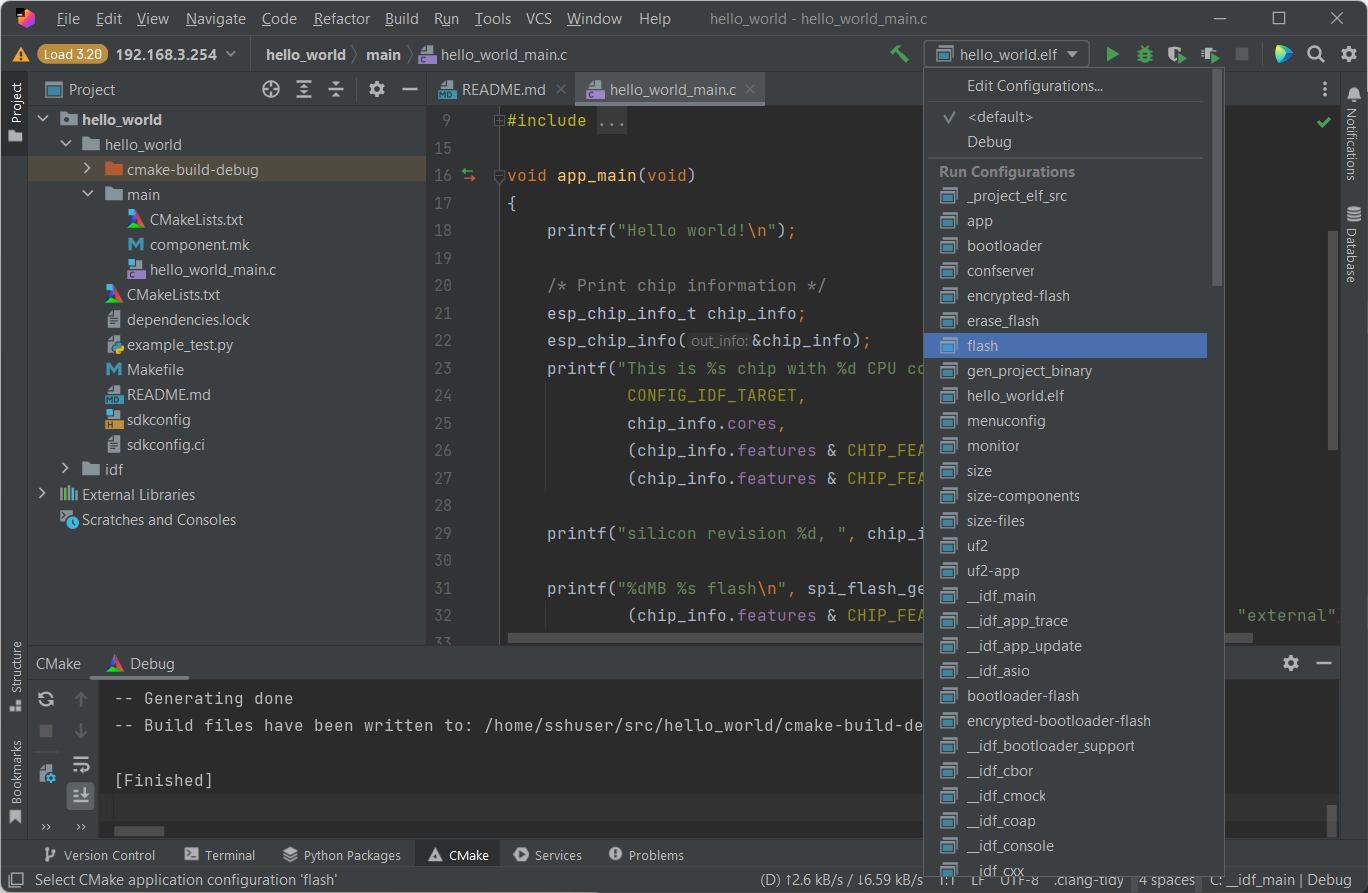 File Edit View Navigate Code Refactor Build Run Tools VCS Window Help hello_world - hello_world_main.c
Load 3.20 192.168.3.254 hello_world main hello_world_main.c hello_world.elf
Project
Project
README.md
hello_world_main.c
Notifications
Database
hello_world
hello_world
cmake-build-debug
main
CMakeLists.txt
component.mk
hello_world_main.c
CMakeLists.txt
dependencies.lock
example_test.py
Makefile
README.md
sdkconfig
sdkconfig.ci
idf
External Libraries
Scratches and Consoles
9 #include ...
15
16 void app_main(void)
17 {
18 printf("Hello world!\n");
19
20 /* Print chip information */
21 esp_chip_info_t chip_info;
22 esp_chip_info( out_info: &chip_info);
23 printf("This is %s chip with %d CPU co
24 CONFIG_IDF_TARGET,
25 chip_info.cores,
26 (chip_info.features & CHIP_FEA
27 (chip_info.features & CHIP_FEA
28
29 printf("silicon revision %d, ", chip_i
30
31 printf("%dMB %s flash\n", spi_flash_ge
32 (chip_info.features & CHIP_FEA "external"
33
Edit Configurations...
<default>
Debug
Run Configurations
_project_elf_src
app
bootloader
confserver
encrypted-flash
erase_flash
flash
gen_project_binary
hello_world.elf
menuconfig
monitor
size
size-components
size-files
uf2
uf2-app
__idf_main
__idf_app_trace
__idf_app_update
__idf_asio
bootloader-flash
encrypted-bootloader-flash
__idf_bootloader_support
__idf_cbor
__idf_cmock
__idf_coap
__idf_console
__idf_cxx
Structure
Bookmarks
CMake Debug
-- Generating done
-- Build files have been written to: /home/sshuser/src/hello_world/cmake-build-de
[Finished]
Version Control Terminal Python Packages CMake Services Problems
Select CMake application configuration 'flash' (D) ↑2.6 kB/s / ↓6.59 kB/s 1:1 LF UTF-8 .clang-tidy 4 spaces C: __idf_main | Debug